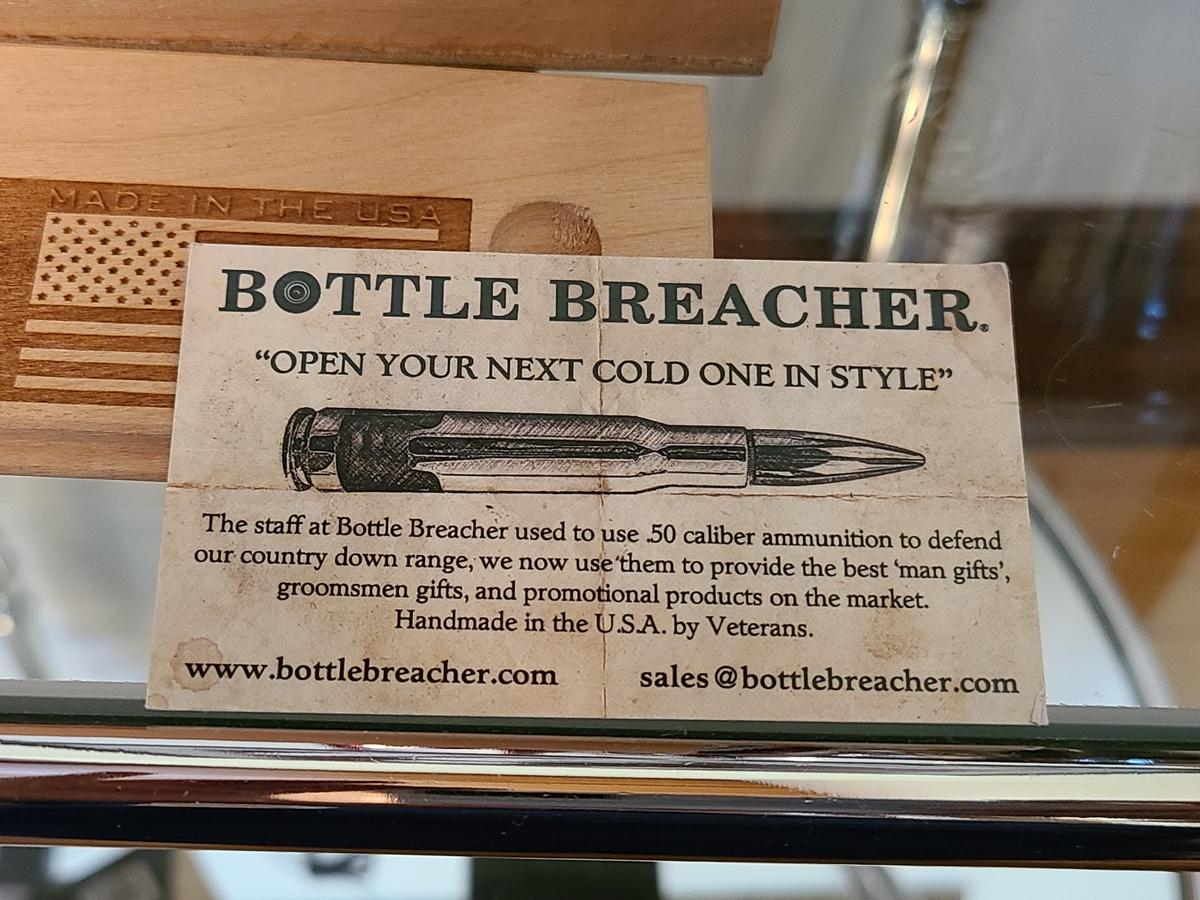 MADE IN THE USA
BOTTLE BREACHER®
“OPEN YOUR NEXT COLD ONE IN STYLE”
The staff at Bottle Breacher used to use .50 caliber ammunition to defend
our country down range, we now use them to provide the best ‘man gifts’,
groomsmen gifts, and promotional products on the market.
Handmade in the U.S.A. by Veterans.
www.bottlebreacher.com
sales@bottlebreacher.com